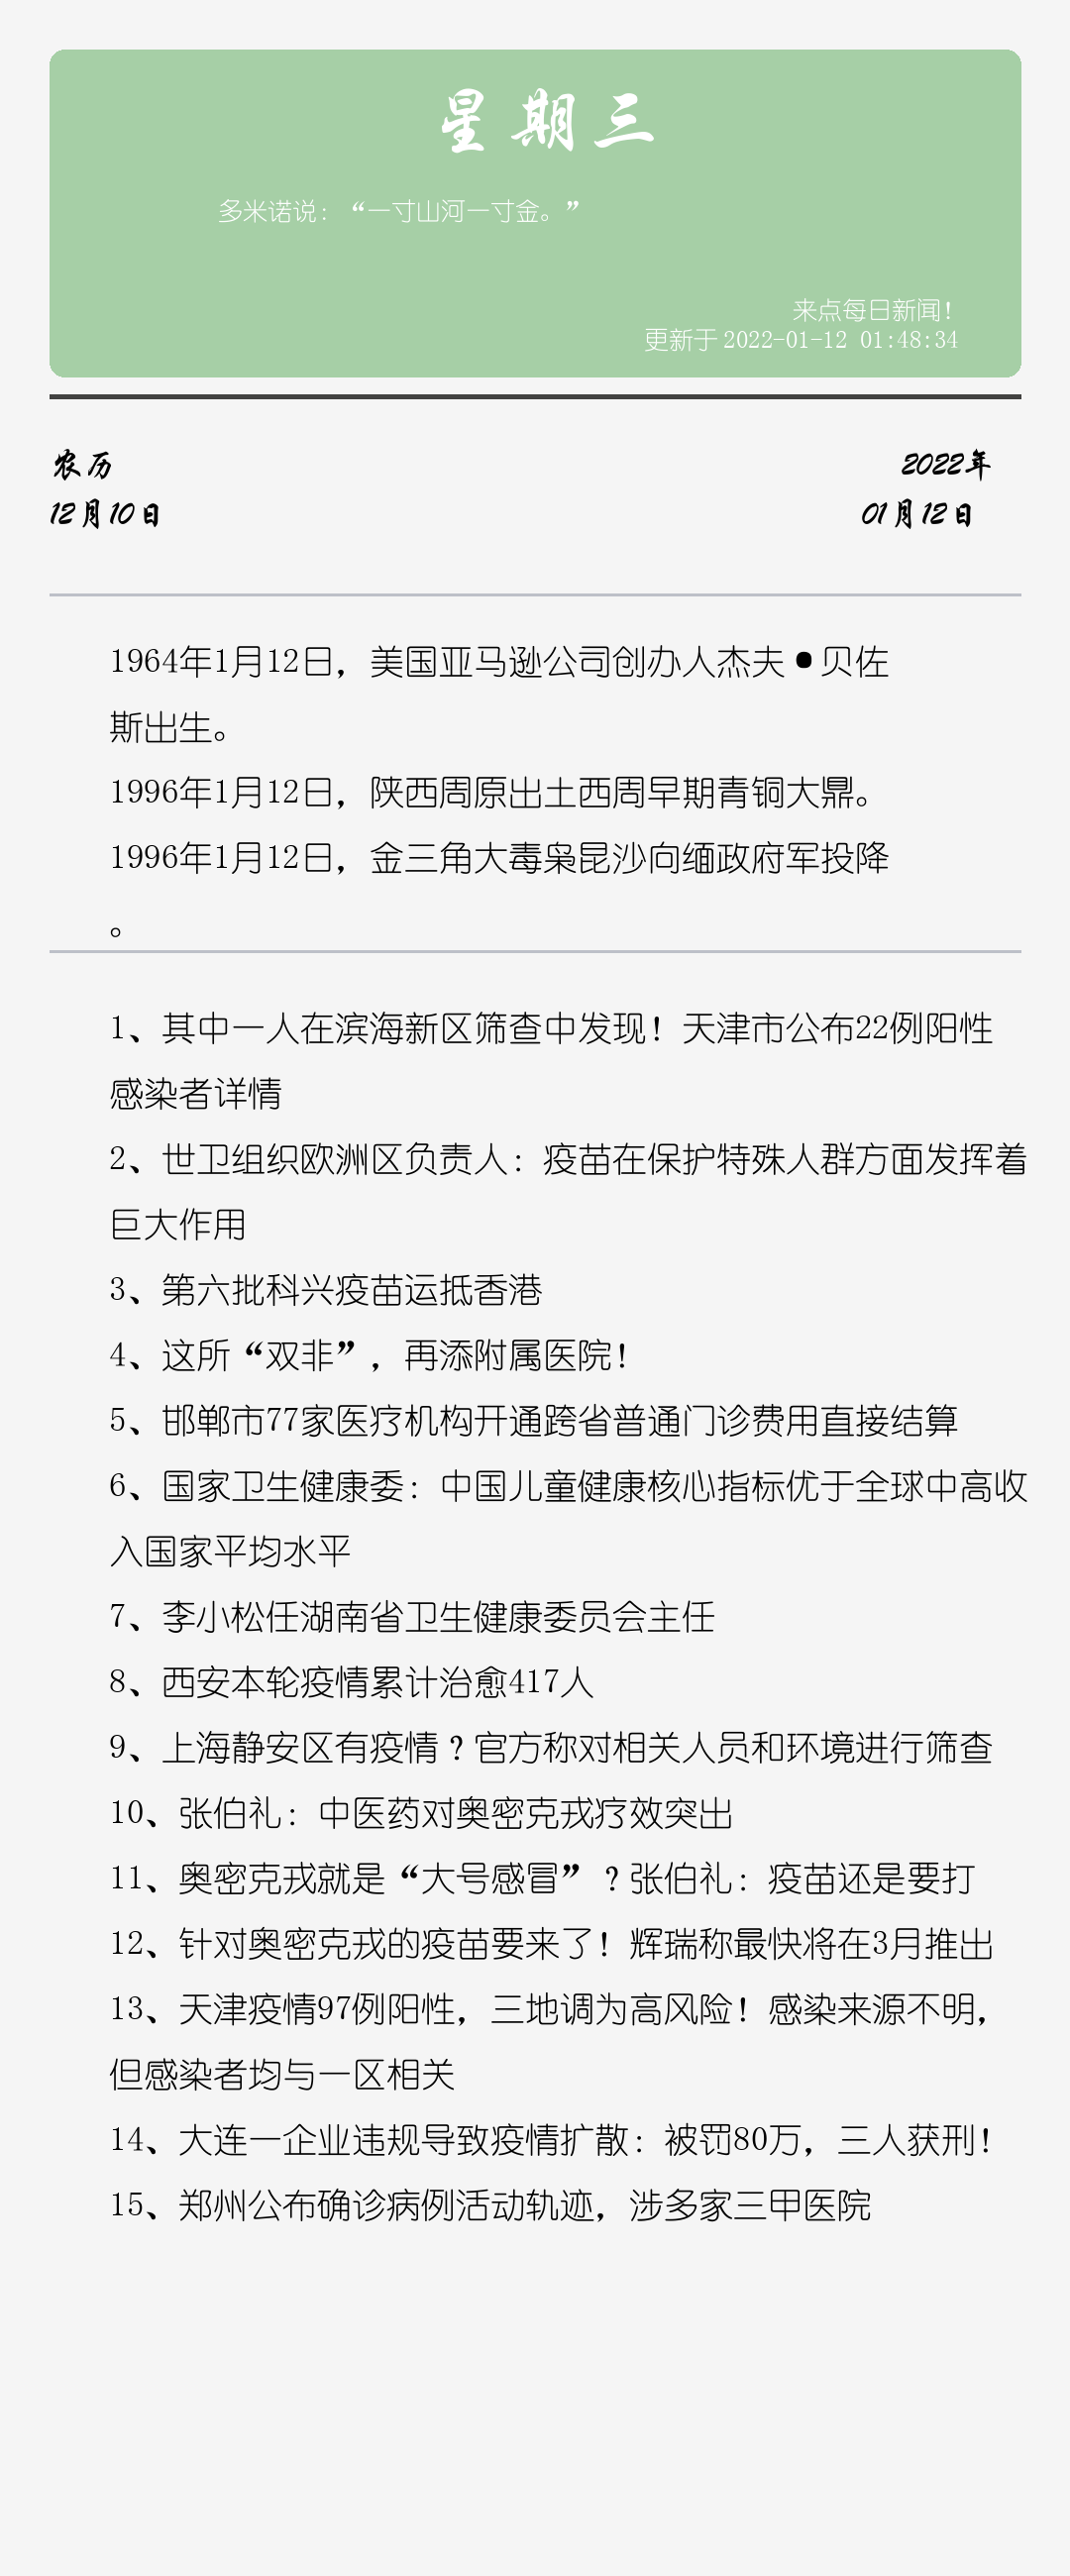 星期三
多米诺说：“一寸山河一寸金。”
来点每日新闻！
更新于2022-01-12 01:48:34
农历
2022年
12月10日
01月12日
1964年1月12日，美国亚马逊公司创办人杰夫•贝佐
斯出生。
1996年1月12日，陕西周原出土西周早期青铜大鼎。
1996年1月12日，金三角大毒枭昆沙向缅政府军投降
。
1、其中一人在滨海新区筛查中发现！天津市公布22例阳性
感染者详情
2、世卫组织欧洲区负责人：疫苗在保护特殊人群方面发挥着
巨大作用
3、第六批科兴疫苗运抵香港
4、这所“双非”，再添附属医院！
5、邯郸市77家医疗机构开通跨省普通门诊费用直接结算
6、国家卫生健康委：中国儿童健康核心指标优于全球中高收
入国家平均水平
7、李小松任湖南省卫生健康委员会主任
8、西安本轮疫情累计治愈417人
9、上海静安区有疫情？官方称对相关人员和环境进行筛查
10、张伯礼：中医药对奥密克戎疗效突出
11、奥密克戎就是“大号感冒”？张伯礼：疫苗还是要打
12、针对奥密克戎的疫苗要来了！辉瑞称最快将在3月推出
13、天津疫情97例阳性，三地调为高风险！感染来源不明，
但感染者均与一区相关
14、大连一企业违规导致疫情扩散：被罚80万，三人获刑！
15、郑州公布确诊病例活动轨迹，涉多家三甲医院